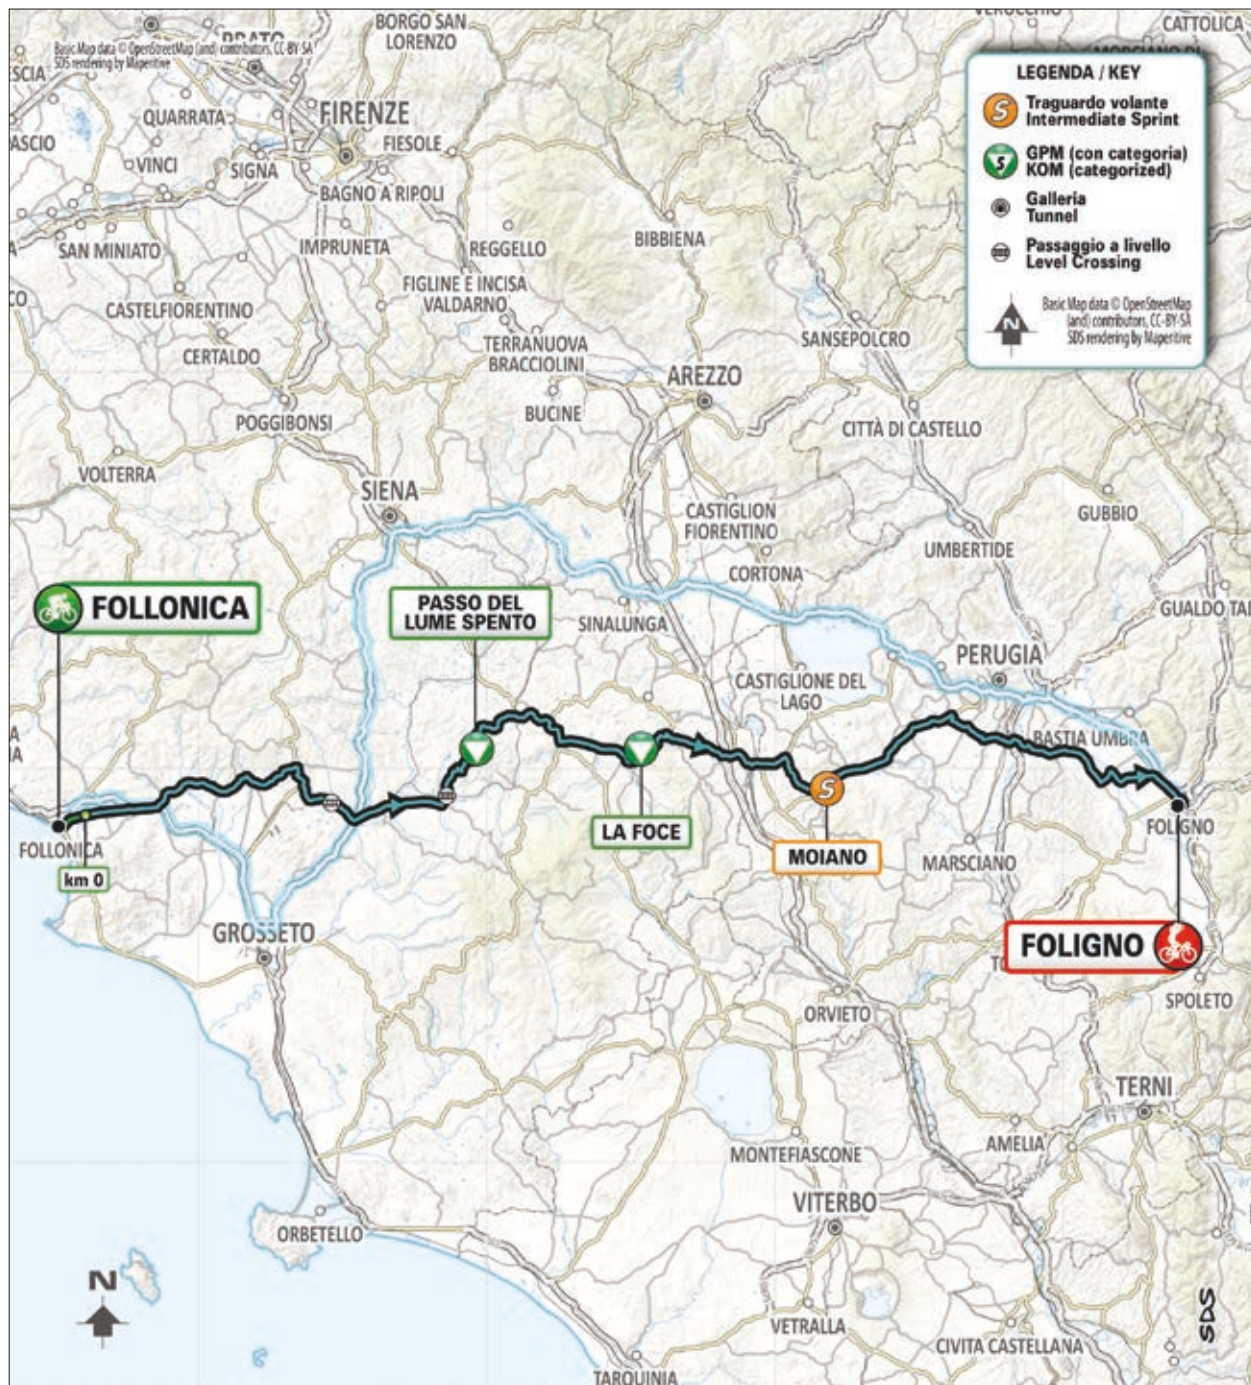 BORGO SAN
LORENZO
VERUCCHIO
CATTOLICA
PRATO
Basic Map data © OpenStreetMap (and) contributors, CC-BY-SA
SDS rendering by Maperitive
LEGENDA / KEY
Traguardo volante
Intermediate Sprint
S
GPM (con categoria)
KOM (categorized)
S
Galleria
Tunnel
Passaggio a livello
Level Crossing
N
Basic Map data © OpenStreetMap
(and) contributors, CC-BY-SA
SDS rendering by Maperitive
QUARRATA
FIRENZE
FIESOLE
VINCI
SIGNA
BAGNO A RIPOLI
SAN MINIATO
IMPRUNETA
REGGELLO
BIBBIENA
FIGLINE E INCISA
VALDARNO
CASTELFIORENTINO
TERRANUOVA
BRACCIOLINI
SANSEPOLCRO
CERTALDO
AREZZO
BUCINE
POGGIBONSI
CITTÀ DI CASTELLO
VOLTERRA
SIENA
CASTIGLION
FIORENTINO
GUBBIO
UMBERTIDE
CORTONA
FOLLONICA
PASSO DEL
LUME SPENTO
SINALUNGA
GUALDO TAD
PERUGIA
CASTIGLIONE DEL
LAGO
BASTIA UMBRA
S
FOLLONICA
km 0
LA FOCE
MOIANO
MARSCIANO
FOLIGNO
GROSSETO
FOLIGNO
SPOLETO
ORVIETO
TERNI
AMELIA
MONTEFIASCONE
VITERBO
ORBETELLO
N
VETRALLA
CIVITA CASTELLANA
SDS
TARQUINIA